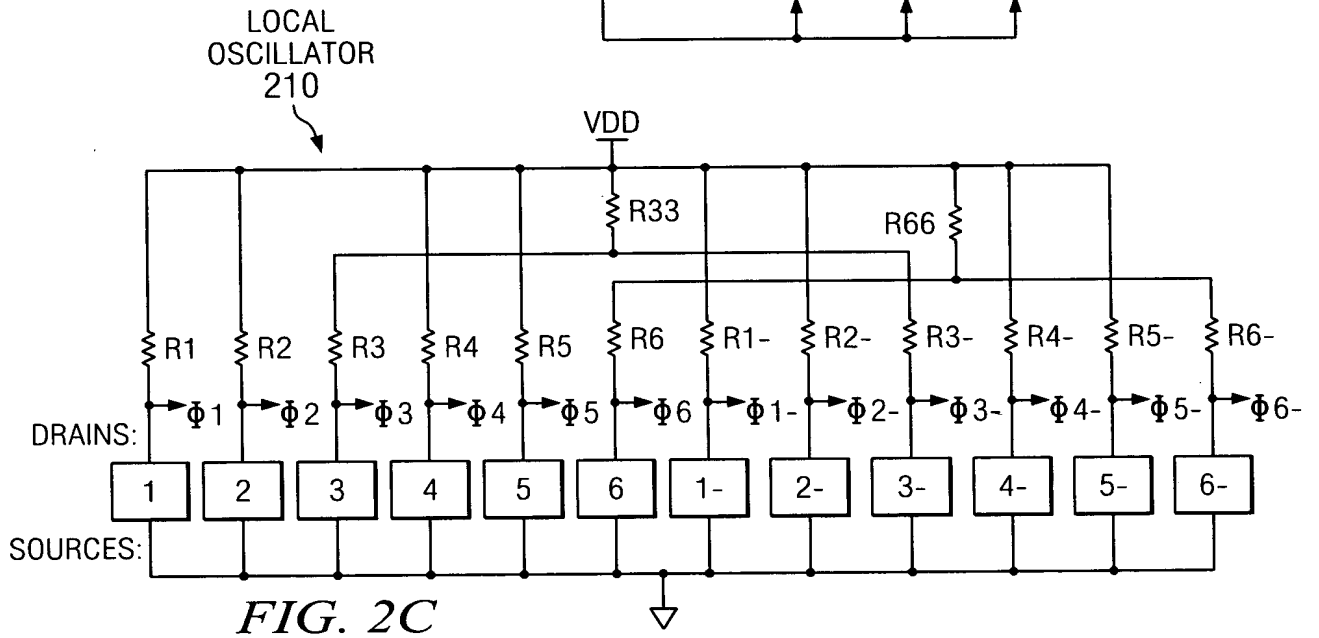 LOCAL
OSCILLATOR
210
VDD
R33
R66
R1 R2 R3 R4 R5 R6 R1- R2- R3- R4- R5- R6-
Φ1 Φ2 Φ3 Φ4 Φ5 Φ6 Φ1- Φ2- Φ3- Φ4- Φ5- Φ6-
DRAINS:
1 2 3 4 5 6 1- 2- 3- 4- 5- 6-
SOURCES:
FIG. 2C